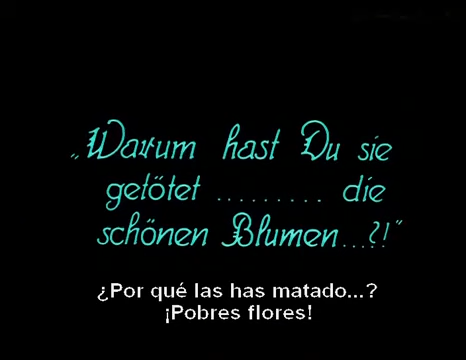 „Warum hast Du sie
getötet ......... die
schönen Blumen...?!"
¿Por qué las has matado...?
¡Pobres flores!